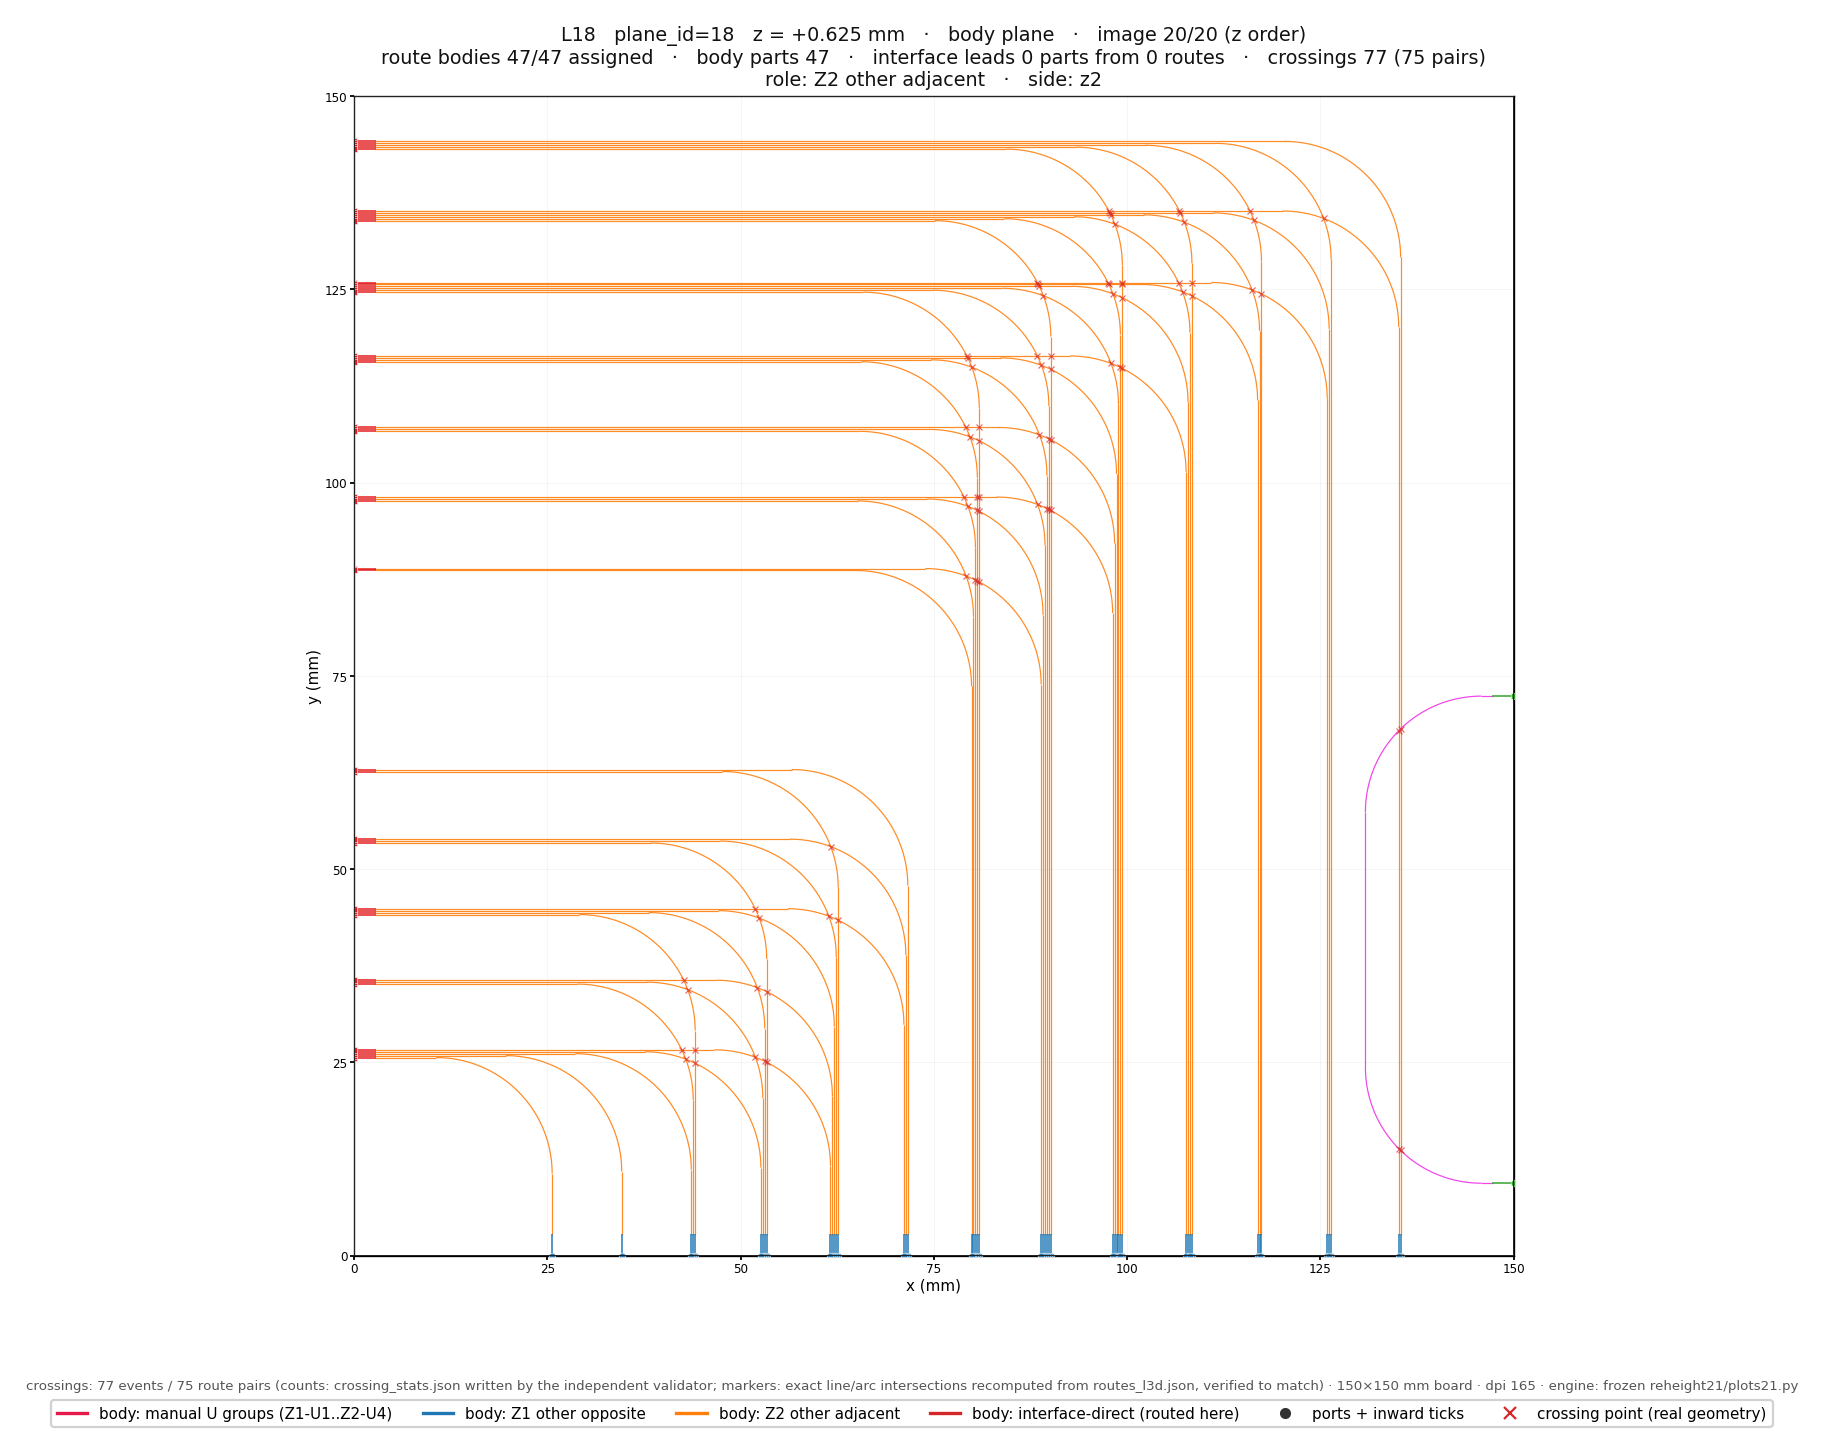 L18   plane_id=18   z = +0.625 mm   ·   body plane   ·   image 20/20 (z order)
route bodies 47/47 assigned   ·   body parts 47   ·   interface leads 0 parts from 0 routes   ·   crossings 77 (75 pairs)
role: Z2 other adjacent   ·   side: z2
150
125
100
75
50
25
0
y (mm)
0 25 50 75 100 125 150
x (mm)
crossings: 77 events / 75 route pairs (counts: crossing_stats.json written by the independent validator; markers: exact line/arc intersections recomputed from routes_l3d.json, verified to match) · 150×150 mm board · dpi 165 · engine: frozen reheight21/plots21.py
body: manual U groups (Z1-U1..Z2-U4) body: Z1 other opposite body: Z2 other adjacent body: interface-direct (routed here) ports + inward ticks crossing point (real geometry)